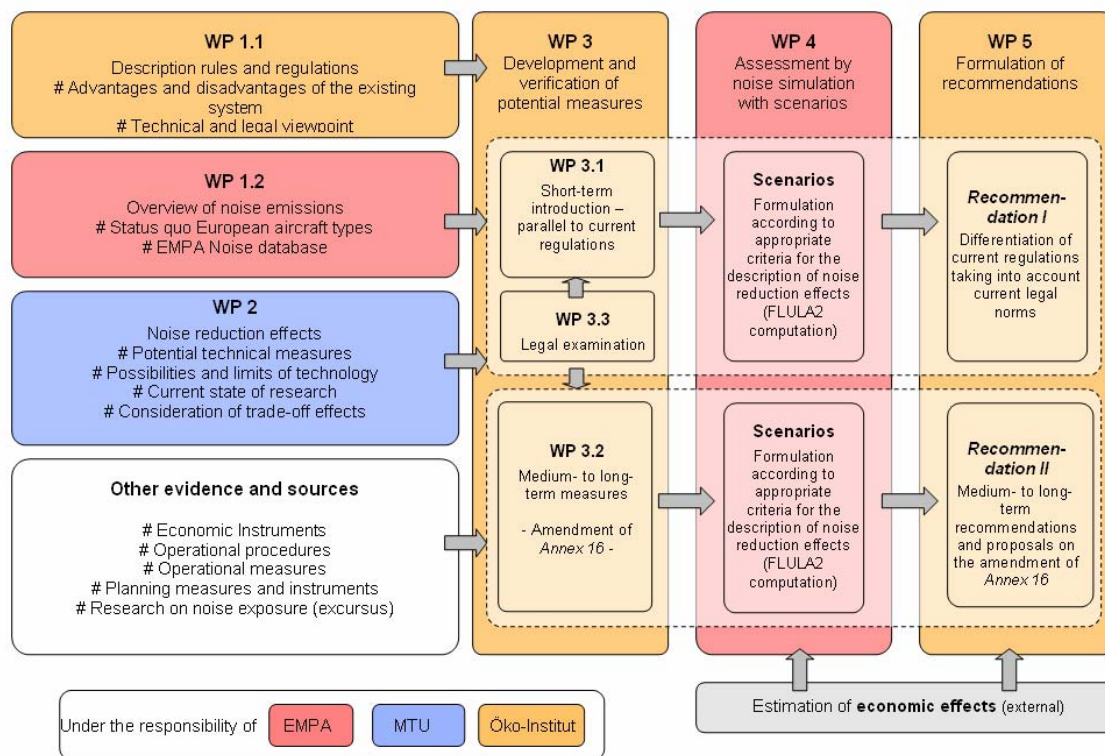 WP 1.1
Description rules and regulations
# Advantages and disadvantages of the existing
system
# Technical and legal viewpoint
WP 1.2
Overview of noise emissions
# Status quo European aircraft types
# EMPA Noise database
WP 2
Noise reduction effects
# Potential technical measures
# Possibilities and limits of technology
# Current state of research
# Consideration of trade-off effects
Other evidence and sources
# Economic Instruments
# Operational procedures
# Operational measures
# Planning measures and instruments
# Research on noise exposure (excursus)
WP 3
Development and
verification of
potential measures
WP 3.1
Short-term
introduction –
parallel to current
regulations
WP 3.3
Legal examination
WP 3.2
Medium- to long-
term measures
- Amendment of
Annex 16 -
WP 4
Assessment by
noise simulation
with scenarios
Scenarios
Formulation
according to
appropriate
criteria for the
description of noise
reduction effects
(FLULA2
computation)
Scenarios
Formulation
according to
appropriate
criteria for the
description of noise
reduction effects
(FLULA2
computation)
WP 5
Formulation of
recommendations
Recommen-
dation I
Differentiation of
current regulations
taking into account
current legal
norms
Recommen-
dation II
Medium- to long-
term
recommendations
and proposals on
the amendment of
Annex 16
Estimation of economic effects (external)
Under the responsibility of
EMPA
MTU
Öko-Institut